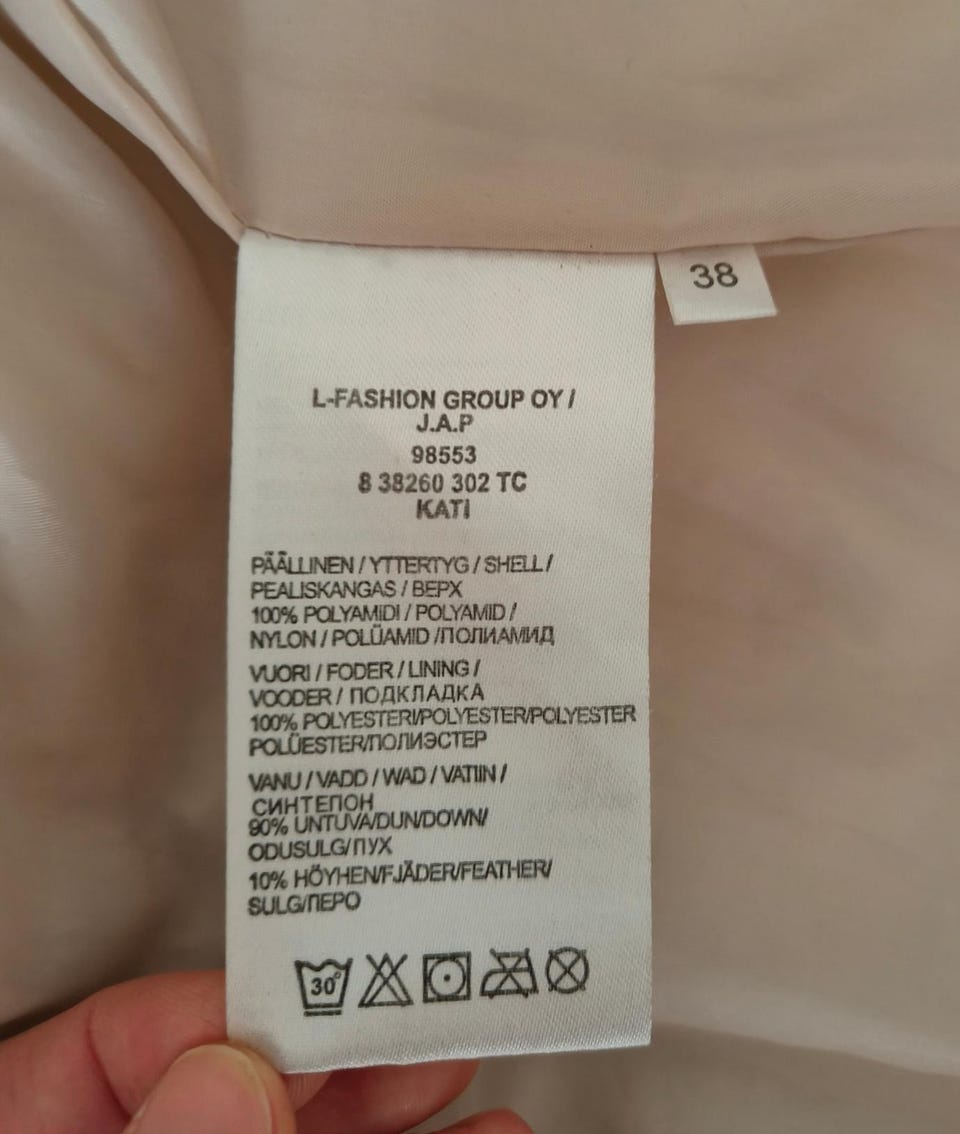 38
L-FASHION GROUP OY /
J.A.P
98553
8 38260 302 TC
KATI
PÄÄLLINEN / YTTERTYG / SHELL /
PEALISKANGAS / ВЕРХ
100% POLYAMIDI / POLYAMID /
NYLON / POLÜAMID /ПОЛИАМИД
VUORI / FODER / LINING /
VOODER / ПОДКЛАДКА
100% POLYESTERI/POLYESTER/POLYESTER
POLÜESTER/ПОЛИЭСТЕР
VANU / VADD / WAD / VATIIN /
СИНТЕПОН
90% UNTUVA/DUN/DOWN/
ODUSULG/ПУХ
10% HÖYHEN/FJÄDER/FEATHER/
SULG/ПЕРО
30°